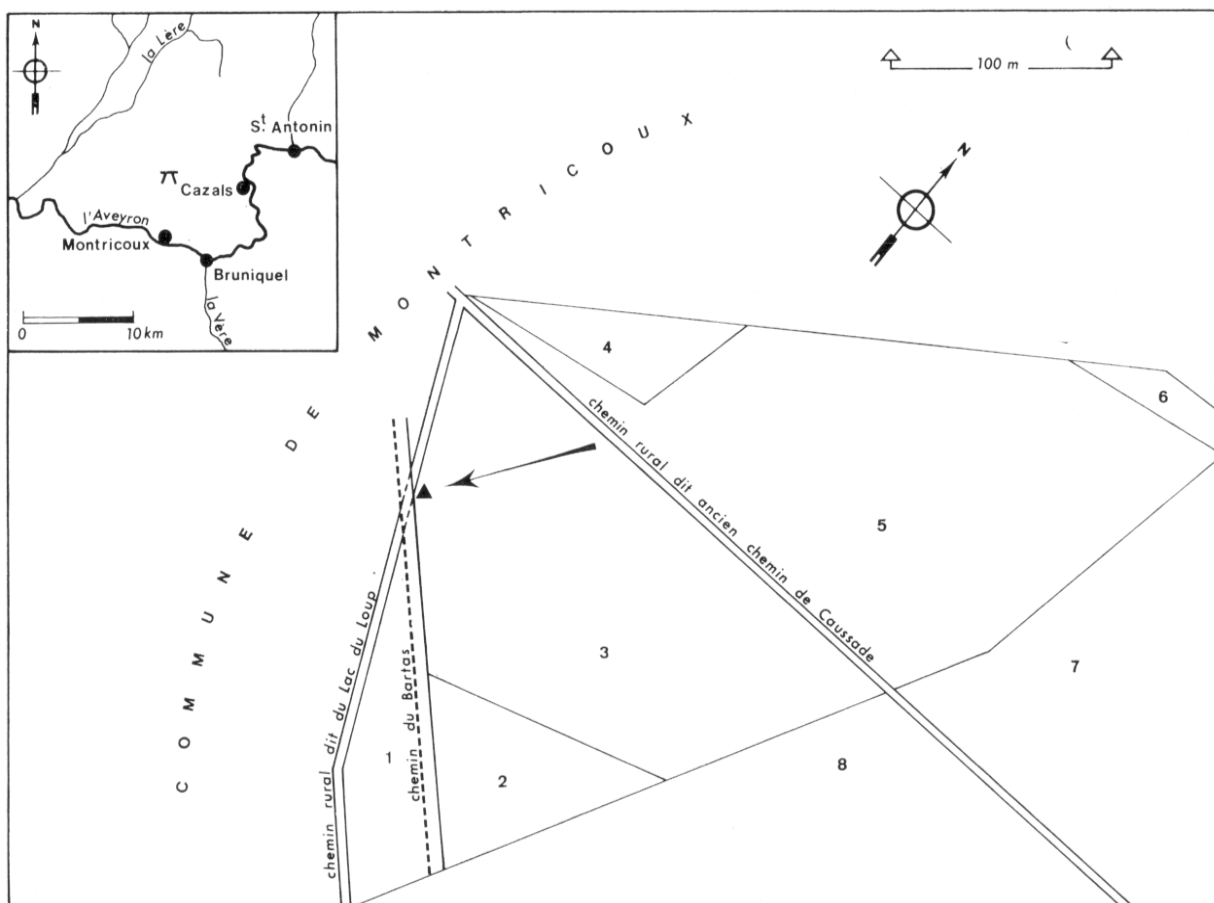 N
la Lère
St. Antonin
Cazals
l'Aveyron
Montricoux
Bruniquel
la Vère
0 10 km
100 m
N
COMMUNE DE MONTRICOUX
4
6
chemin rural dit ancien chemin de Caussade
5
chemin rural dit du Lac du Loup
chemin du Bartas
3
7
1
2
8